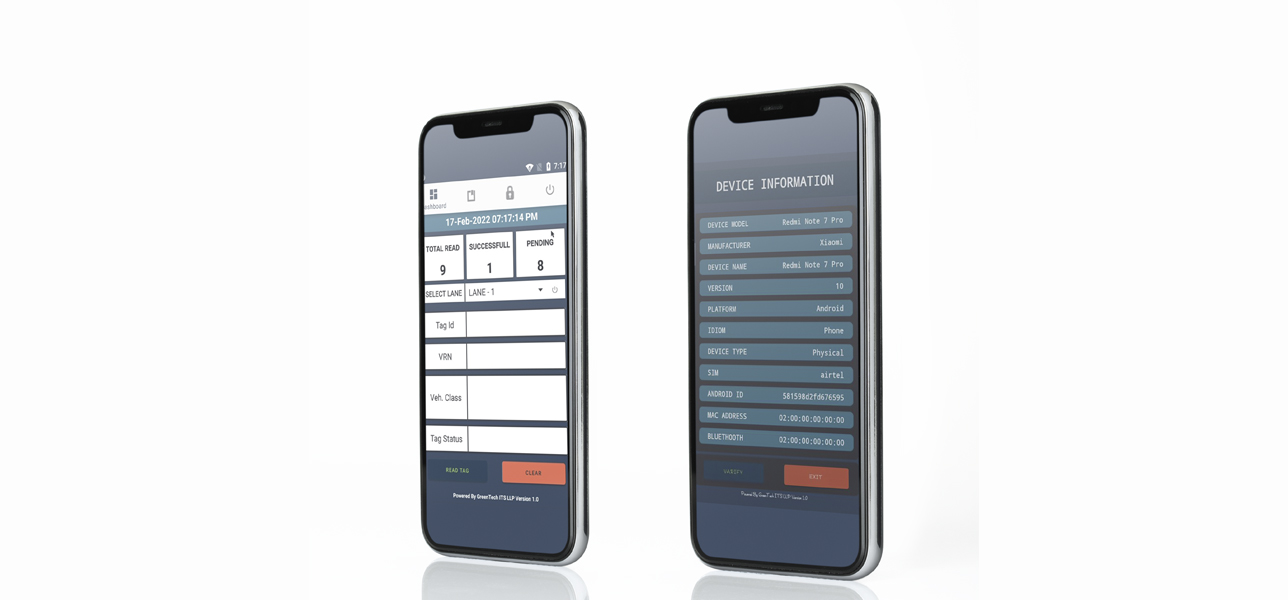 7:17
17-Feb-2022 07:17:14 PM
TOTAL READ
9
SUCCESSFULL
1
PENDING
8
SELECT LANE
LANE - 1
Tag Id
VRN
Veh. Class
Tag Status
READ TAG
CLEAR
Powered By GreenTech ITS LLP Version 1.0
DEVICE INFORMATION
DEVICE MODEL Redmi Note 7 Pro
MANUFACTURER Xiaomi
DEVICE NAME Redmi Note 7 Pro
VERSION 10
PLATFORM Android
IDIOM Phone
DEVICE TYPE Physical
SIM airtel
ANDROID ID 581598d2fd676595
MAC ADDRESS 02:00:00:00:00:00
BLUETHOOTH 02:00:00:00:00:00
EXIT
Powered By GreenTech ITS LLP Version 1.0